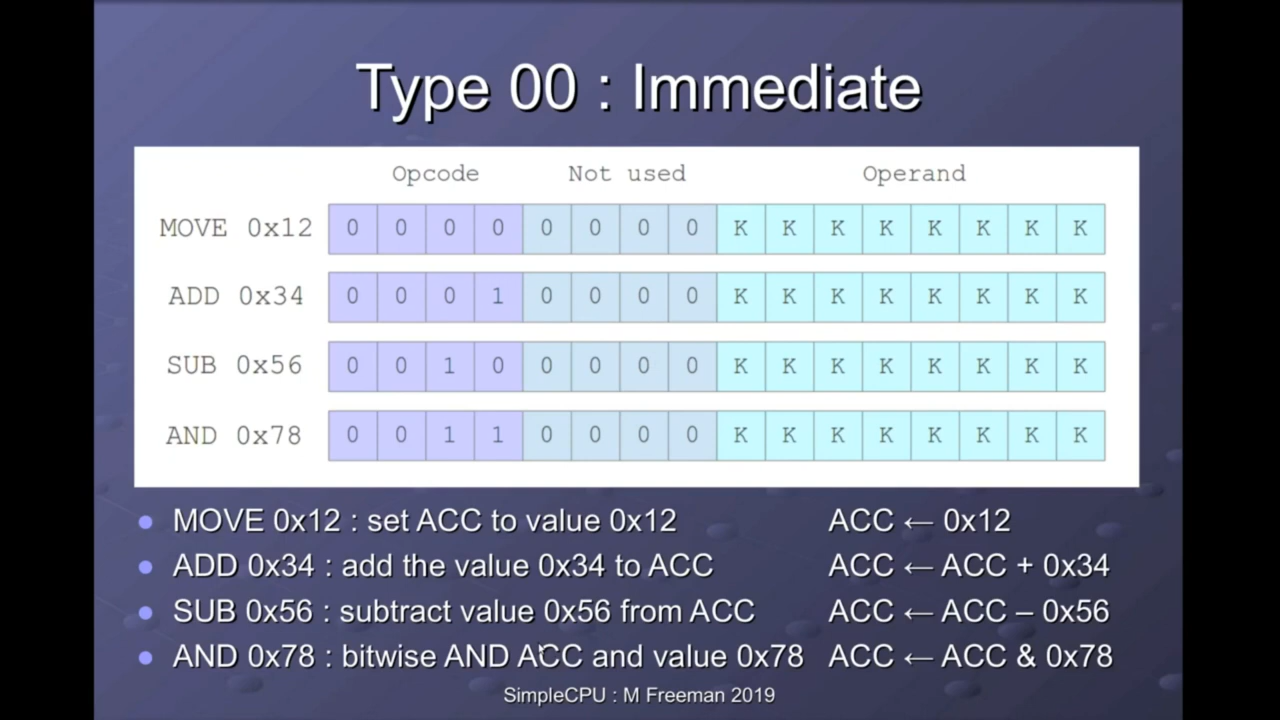 Type 00 : Immediate
Opcode Not used Operand
MOVE 0x12 0 0 0 0 0 0 0 0 K K K K K K K K
ADD 0x34 0 0 0 1 0 0 0 0 K K K K K K K K
SUB 0x56 0 0 1 0 0 0 0 0 K K K K K K K K
AND 0x78 0 0 1 1 0 0 0 0 K K K K K K K K
MOVE 0x12 : set ACC to value 0x12 ACC ← 0x12
ADD 0x34 : add the value 0x34 to ACC ACC ← ACC + 0x34
SUB 0x56 : subtract value 0x56 from ACC ACC ← ACC – 0x56
AND 0x78 : bitwise AND ACC and value 0x78 ACC ← ACC & 0x78
SimpleCPU : M Freeman 2019